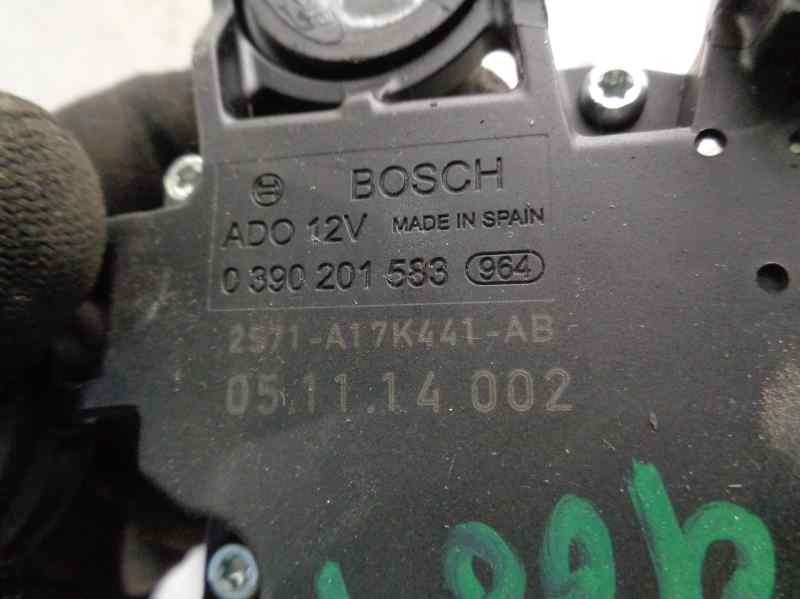 BOSCH
ADO 12V MADE IN SPAIN
0 390 201 583 964
2S71-A17K441-AB
05.11.14 002